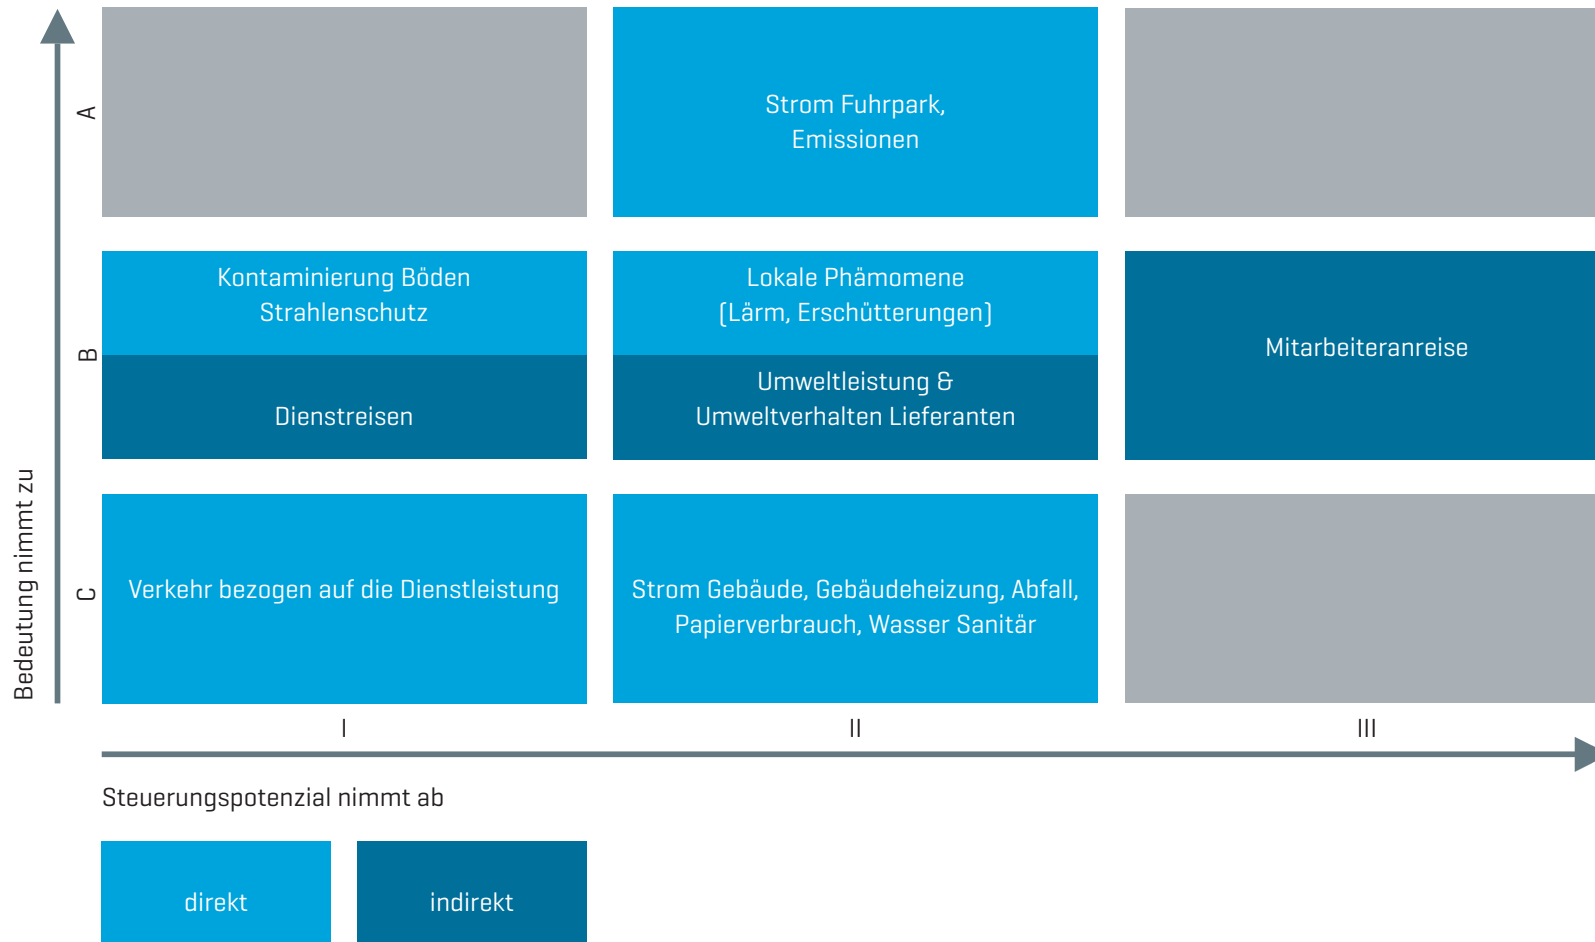 A
Strom Fuhrpark,
Emissionen
Bedeutung nimmt zu
B
Kontaminierung Böden
Strahlenschutz
Dienstreisen
Lokale Phämomene
(Lärm, Erschütterungen)
Umweltleistung &
Umweltverhalten Lieferanten
Mitarbeiteranreise
C
Verkehr bezogen auf die Dienstleistung
Strom Gebäude, Gebäudeheizung, Abfall,
Papierverbrauch, Wasser Sanitär
I
II
III
Steuerungspotenzial nimmt ab
direkt
indirekt